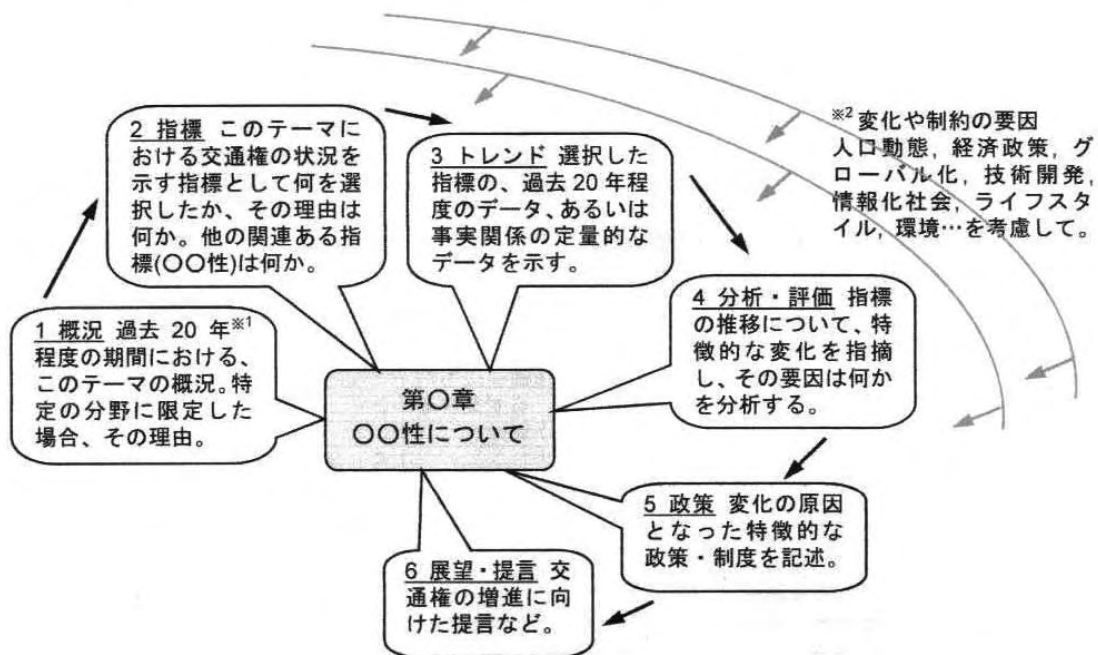 2 指標 このテーマに
おける交通権の状況を
示す指標として何を選
択したか、その理由は
何か。他の関連ある指
標(〇〇性)は何か。
3 トレンド 選択した
指標の、過去 20 年程
度のデータ、あるいは
事実関係の定量的な
データを示す。
※2 変化や制約の要因
人口動態, 経済政策, グ
ローバル化, 技術開発,
情報化社会, ライフスタ
イル, 環境…を考慮して。
1 概況 過去 20 年※1
程度の期間における、
このテーマの概況。特
定の分野に限定した
場合、その理由。
第〇章
〇〇性について
4 分析・評価 指標
の推移について、特
徴的な変化を指摘
し、その要因は何か
を分析する。
5 政策 変化の原因
となった特徴的な
政策・制度を記述。
6 展望・提言 交
通権の増進に向
けた提言など。